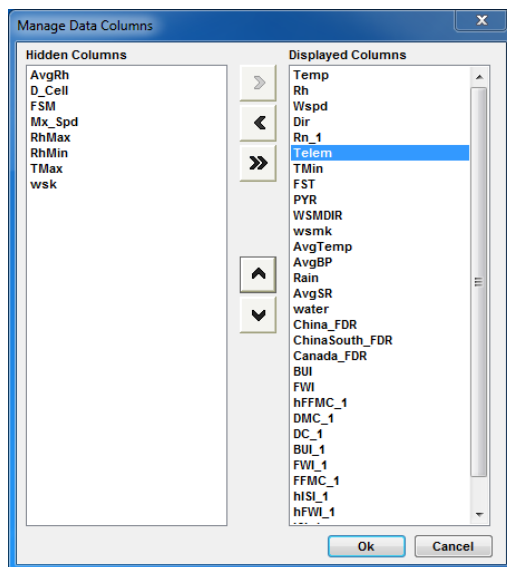 Manage Data Columns
Hidden Columns
AvgRh
D_Cell
FSM
Mx_Spd
RhMax
RhMin
TMax
wsk
Displayed Columns
Temp
Rh
Wspd
Dir
Rn_1
Telem
TMin
FST
PYR
WSMDIR
wsmk
AvgTemp
AvgBP
Rain
AvgSR
water
China_FDR
ChinaSouth_FDR
Canada_FDR
BUI
FWI
hFFMC_1
DMC_1
DC_1
BUI_1
FWI_1
FFMC_1
hISI_1
hFWI_1
Ok
Cancel